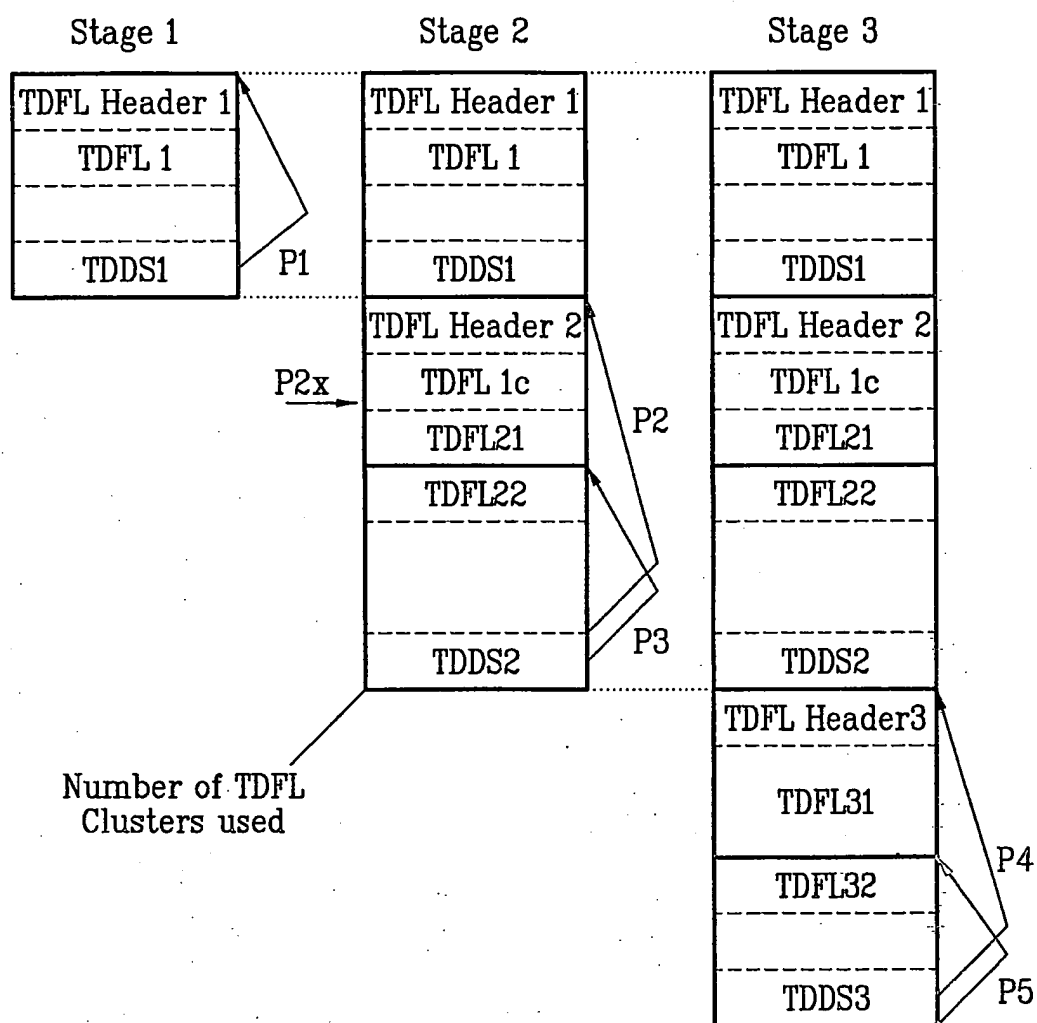 Stage 1
TDFL Header 1
TDFL 1
TDDS1
P1
Stage 2
TDFL Header 1
TDFL 1
TDDS1
TDFL Header 2
P2x
TDFL 1c
TDFL21
P2
TDFL22
P3
TDDS2
Number of TDFL
Clusters used
Stage 3
TDFL Header 1
TDFL 1
TDDS1
TDFL Header 2
TDFL 1c
TDFL21
TDFL22
TDDS2
TDFL Header3
TDFL31
P4
TDFL32
TDDS3
P5